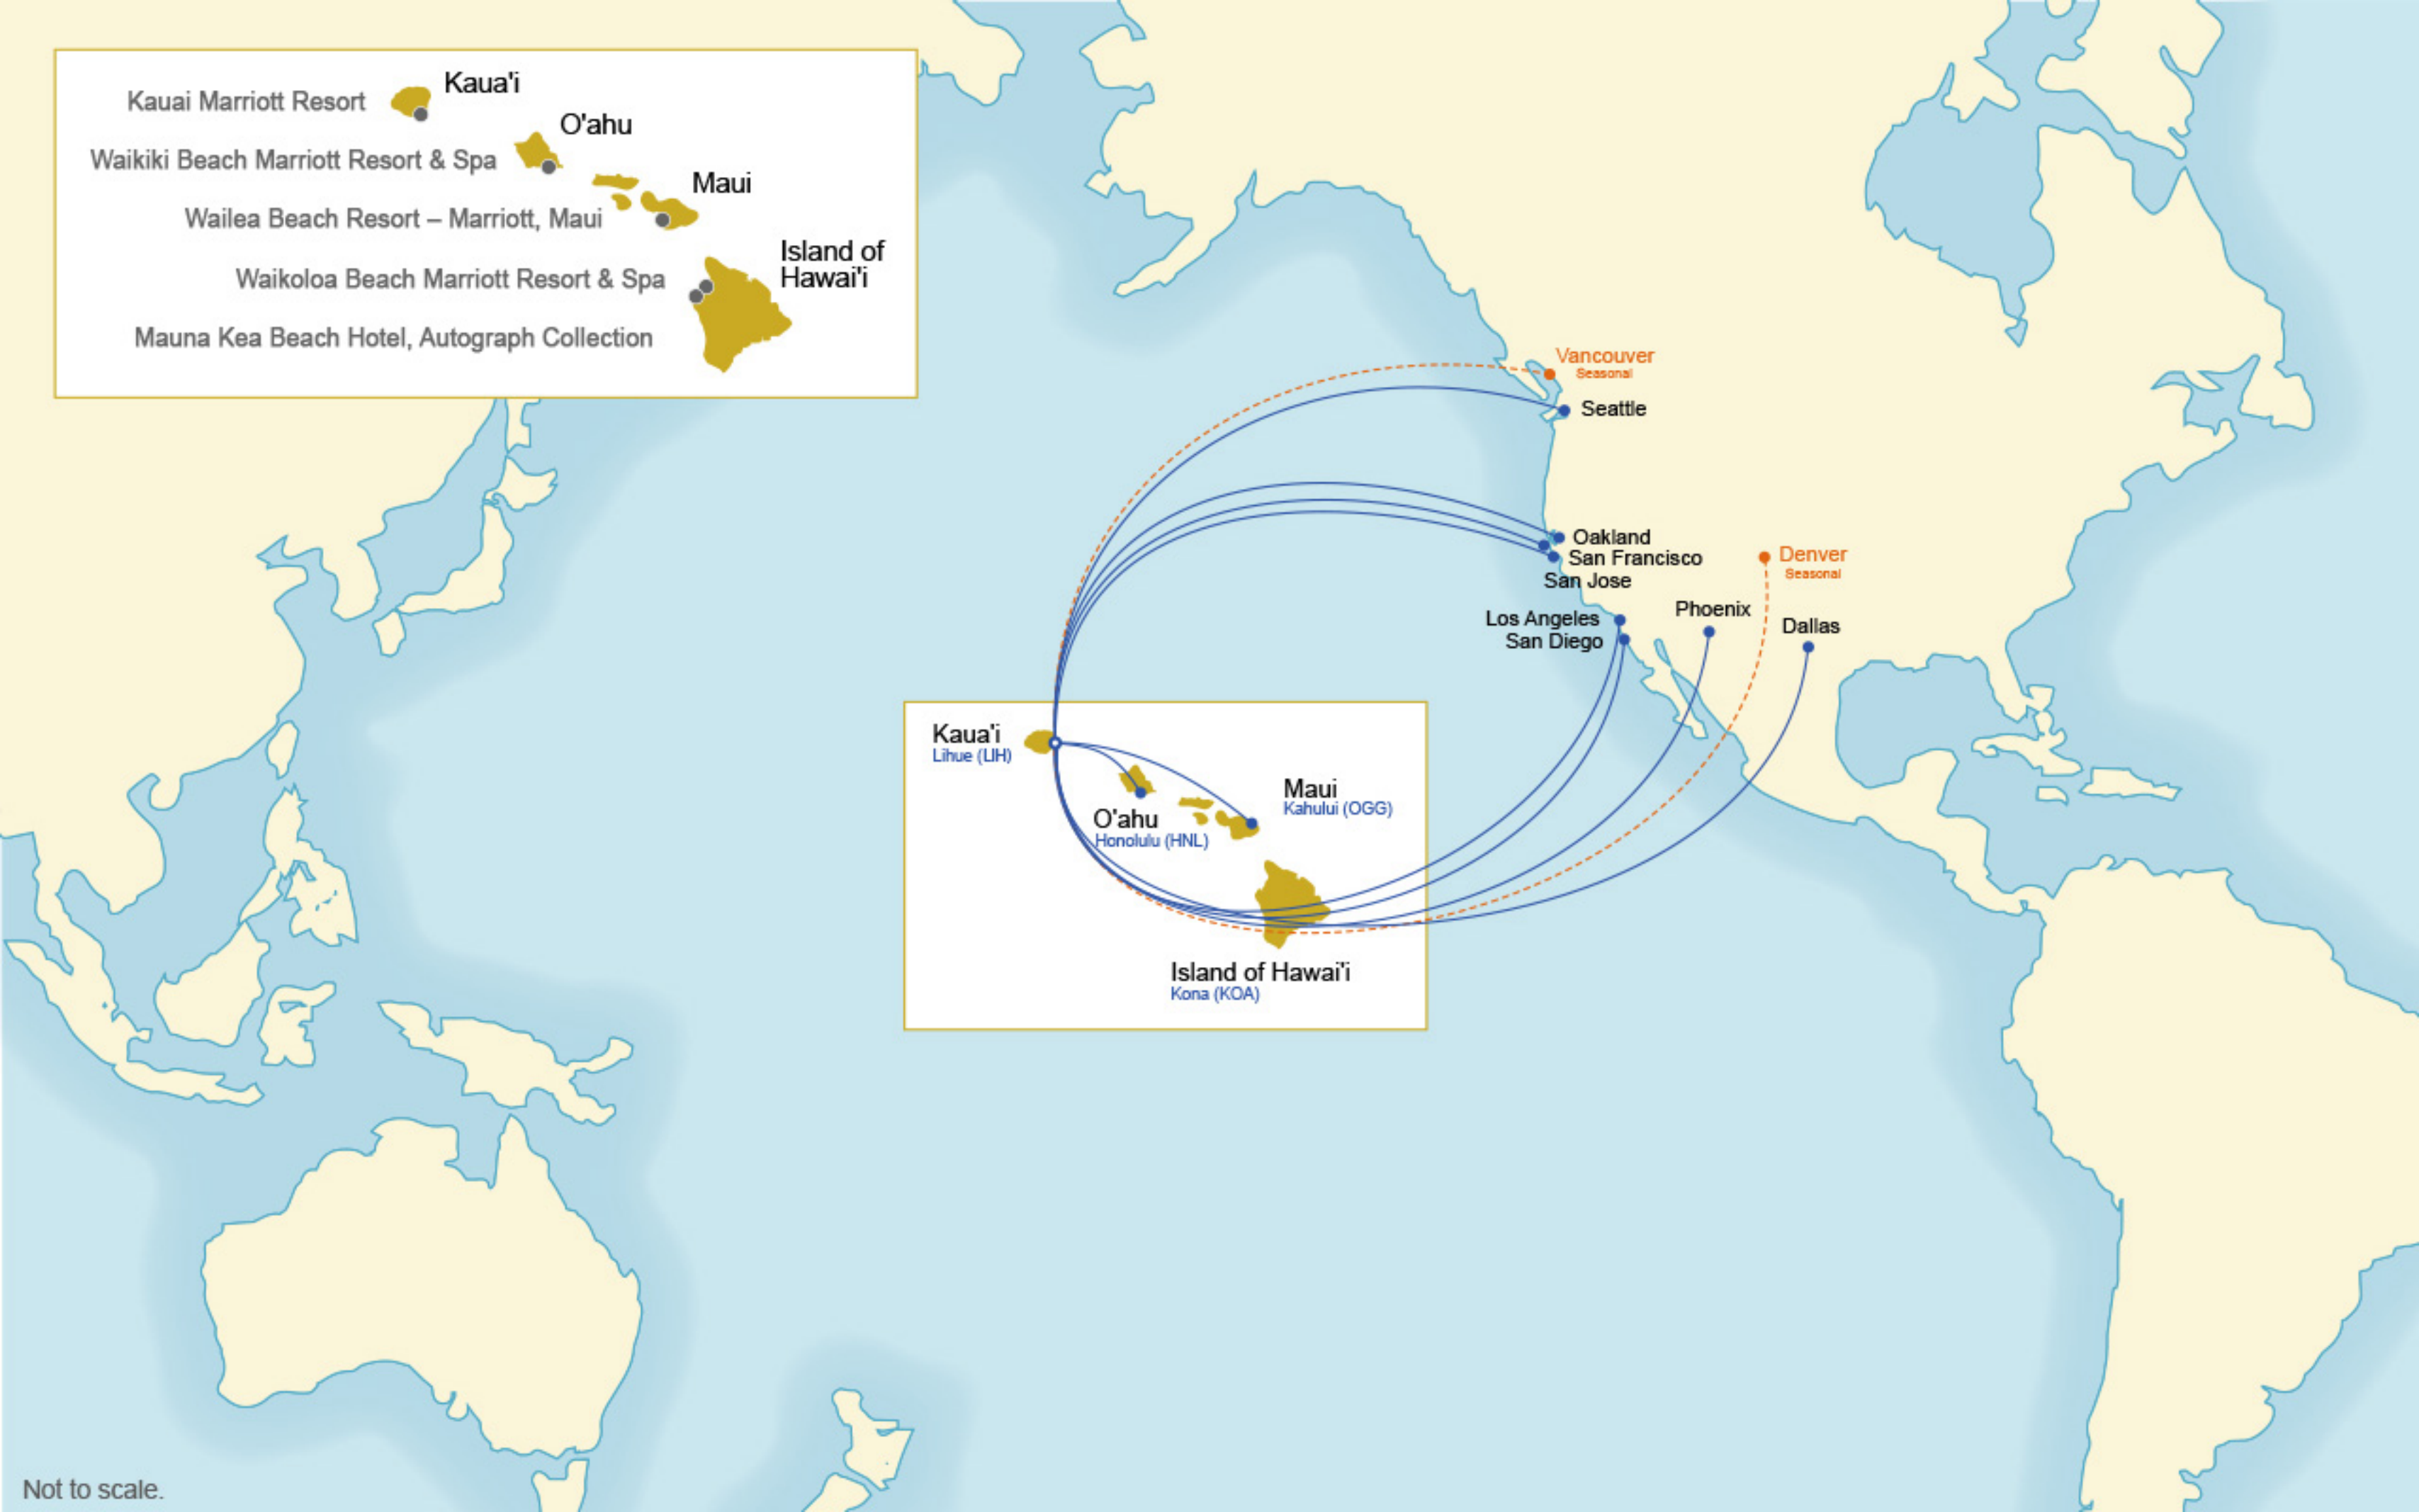 Kaua'i
Kauai Marriott Resort
O'ahu
Waikiki Beach Marriott Resort & Spa
Maui
Wailea Beach Resort – Marriott, Maui
Island of
Hawai'i
Waikoloa Beach Marriott Resort & Spa
Mauna Kea Beach Hotel, Autograph Collection
Vancouver
Seasonal
Seattle
Oakland
San Francisco
San Jose
Denver
Seasonal
Los Angeles
San Diego
Phoenix
Dallas
Kaua'i
Lihue (LIH)
O'ahu
Honolulu (HNL)
Maui
Kahului (OGG)
Island of Hawai'i
Kona (KOA)
Not to scale.